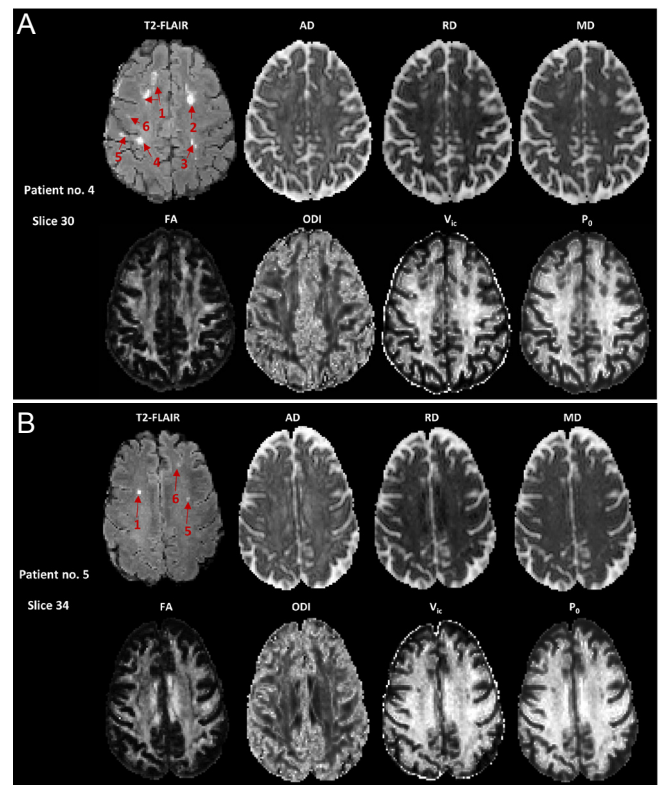 A
T2-FLAIR AD RD MD
6 1 2
5 4 3
Patient no. 4
Slice 30
FA ODI Vic P0
B
T2-FLAIR AD RD MD
6
1 5
Patient no. 5
Slice 34
FA ODI Vic P0